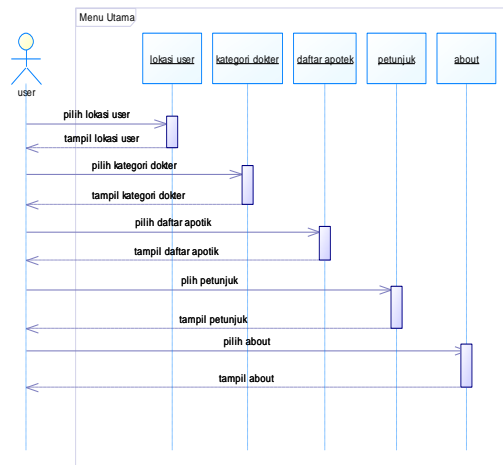 Menu Utama
lokasi user
kategori dokter
daftar apotek
petunjuk
about
user
pilih lokasi user
tampil lokasi user
pilih kategori dokter
tampil kategori dokter
pilih daftar apotik
tampil daftar apotik
plih petunjuk
tampil petunjuk
pilih about
tampil about